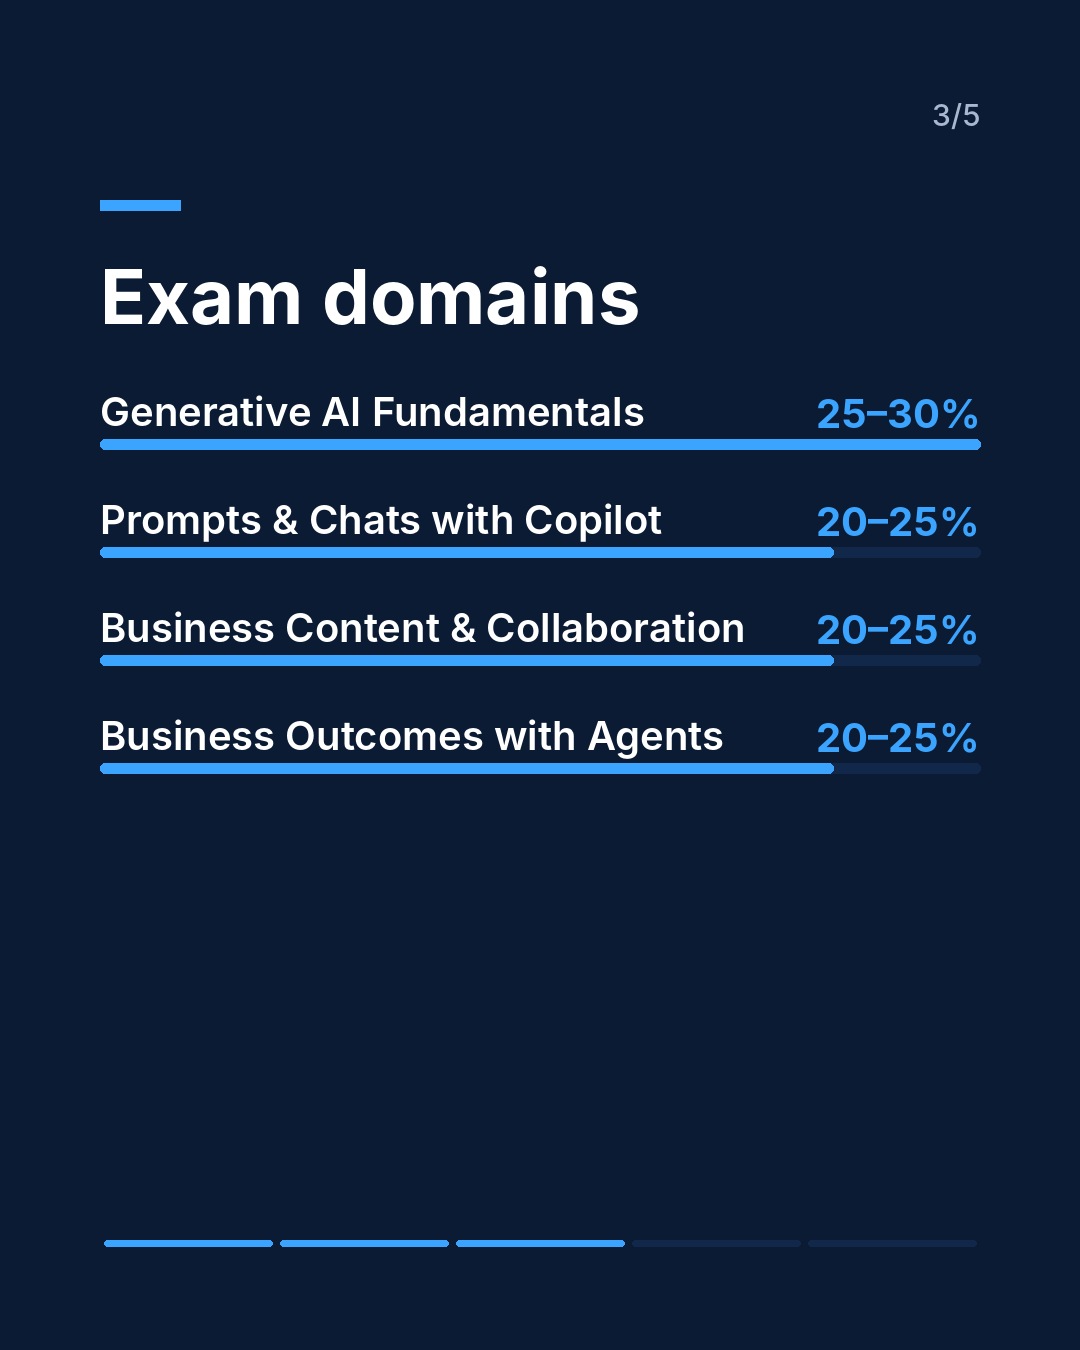 3/5
Exam domains
Generative AI Fundamentals 25–30%
Prompts & Chats with Copilot 20–25%
Business Content & Collaboration 20–25%
Business Outcomes with Agents 20–25%